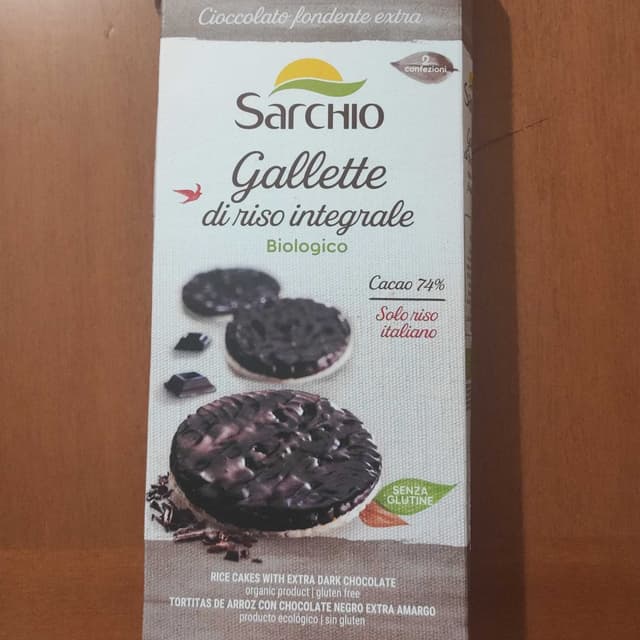 Cioccolato fondente extra
2
confezioni
Sarchio
Gallette
di riso integrale
Biologico
Cacao 74%
Solo riso
italiano
SENZA
GLUTINE
RICE CAKES WITH EXTRA DARK CHOCOLATE
organic product | gluten free
TORTITAS DE ARROZ CON CHOCOLATE NEGRO EXTRA AMARGO
producto ecológico | sin gluten